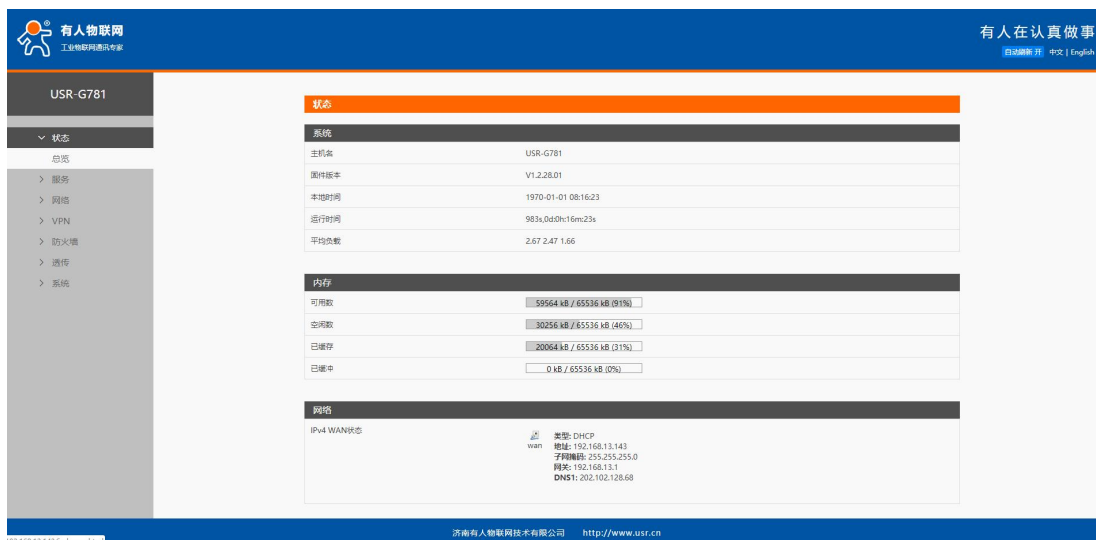 有人物联网
工业物联网通讯专家
有人在认真做事
自动刷新 开 中文 | English
USR-G781
状态
总览
服务
网络
VPN
防火墙
透传
系统
状态
系统
主机名 USR-G781
固件版本 V1.2.28.01
本地时间 1970-01-01 08:16:23
运行时间 983s,0d:0h:16m:23s
平均负载 2.67 2.47 1.66
内存
可用数 59564 kB / 65536 kB (91%)
空闲数 30256 kB / 65536 kB (46%)
已缓存 20064 kB / 65536 kB (31%)
已缓冲 0 kB / 65536 kB (0%)
网络
IPv4 WAN状态
wan
类型: DHCP
地址: 192.168.13.143
子网掩码: 255.255.255.0
网关: 192.168.13.1
DNS1: 202.102.128.68
济南有人物联网技术有限公司 http://www.usr.cn